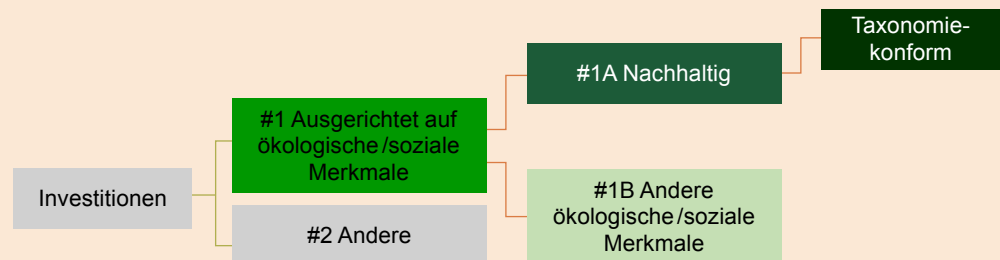 Investitionen
#1 Ausgerichtet auf
ökologische/soziale
Merkmale
#2 Andere
#1A Nachhaltig
#1B Andere
ökologische/soziale
Merkmale
Taxonomie-
konform